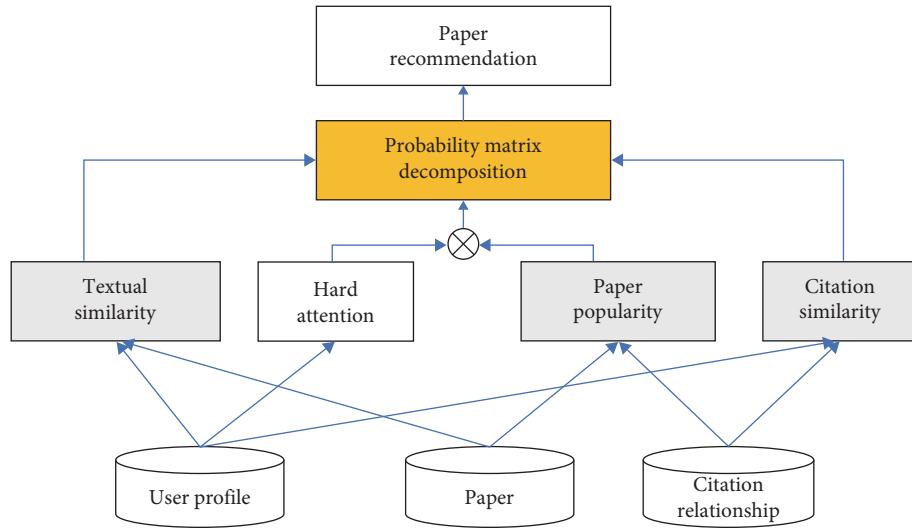 Paper
recommendation
Probability matrix
decomposition
Textual
similarity
Hard
attention
Paper
popularity
Citation
similarity
User profile
Paper
Citation
relationship